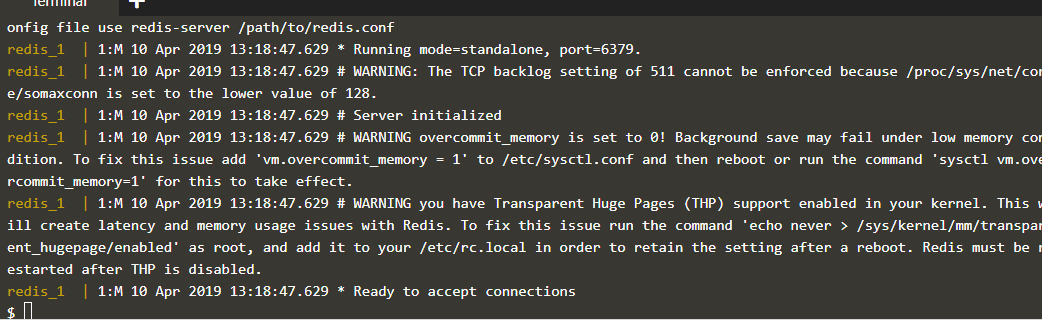 Terminal
onfig file use redis-server /path/to/redis.conf
redis_1 | 1:M 10 Apr 2019 13:18:47.629 * Running mode=standalone, port=6379.
redis_1 | 1:M 10 Apr 2019 13:18:47.629 # WARNING: The TCP backlog setting of 511 cannot be enforced because /proc/sys/net/cor
e/somaxconn is set to the lower value of 128.
redis_1 | 1:M 10 Apr 2019 13:18:47.629 # Server initialized
redis_1 | 1:M 10 Apr 2019 13:18:47.629 # WARNING overcommit_memory is set to 0! Background save may fail under low memory con
dition. To fix this issue add 'vm.overcommit_memory = 1' to /etc/sysctl.conf and then reboot or run the command 'sysctl vm.ove
rcommit_memory=1' for this to take effect.
redis_1 | 1:M 10 Apr 2019 13:18:47.629 # WARNING you have Transparent Huge Pages (THP) support enabled in your kernel. This w
ill create latency and memory usage issues with Redis. To fix this issue run the command 'echo never > /sys/kernel/mm/transpar
ent_hugepage/enabled' as root, and add it to your /etc/rc.local in order to retain the setting after a reboot. Redis must be r
estarted after THP is disabled.
redis_1 | 1:M 10 Apr 2019 13:18:47.629 * Ready to accept connections
$